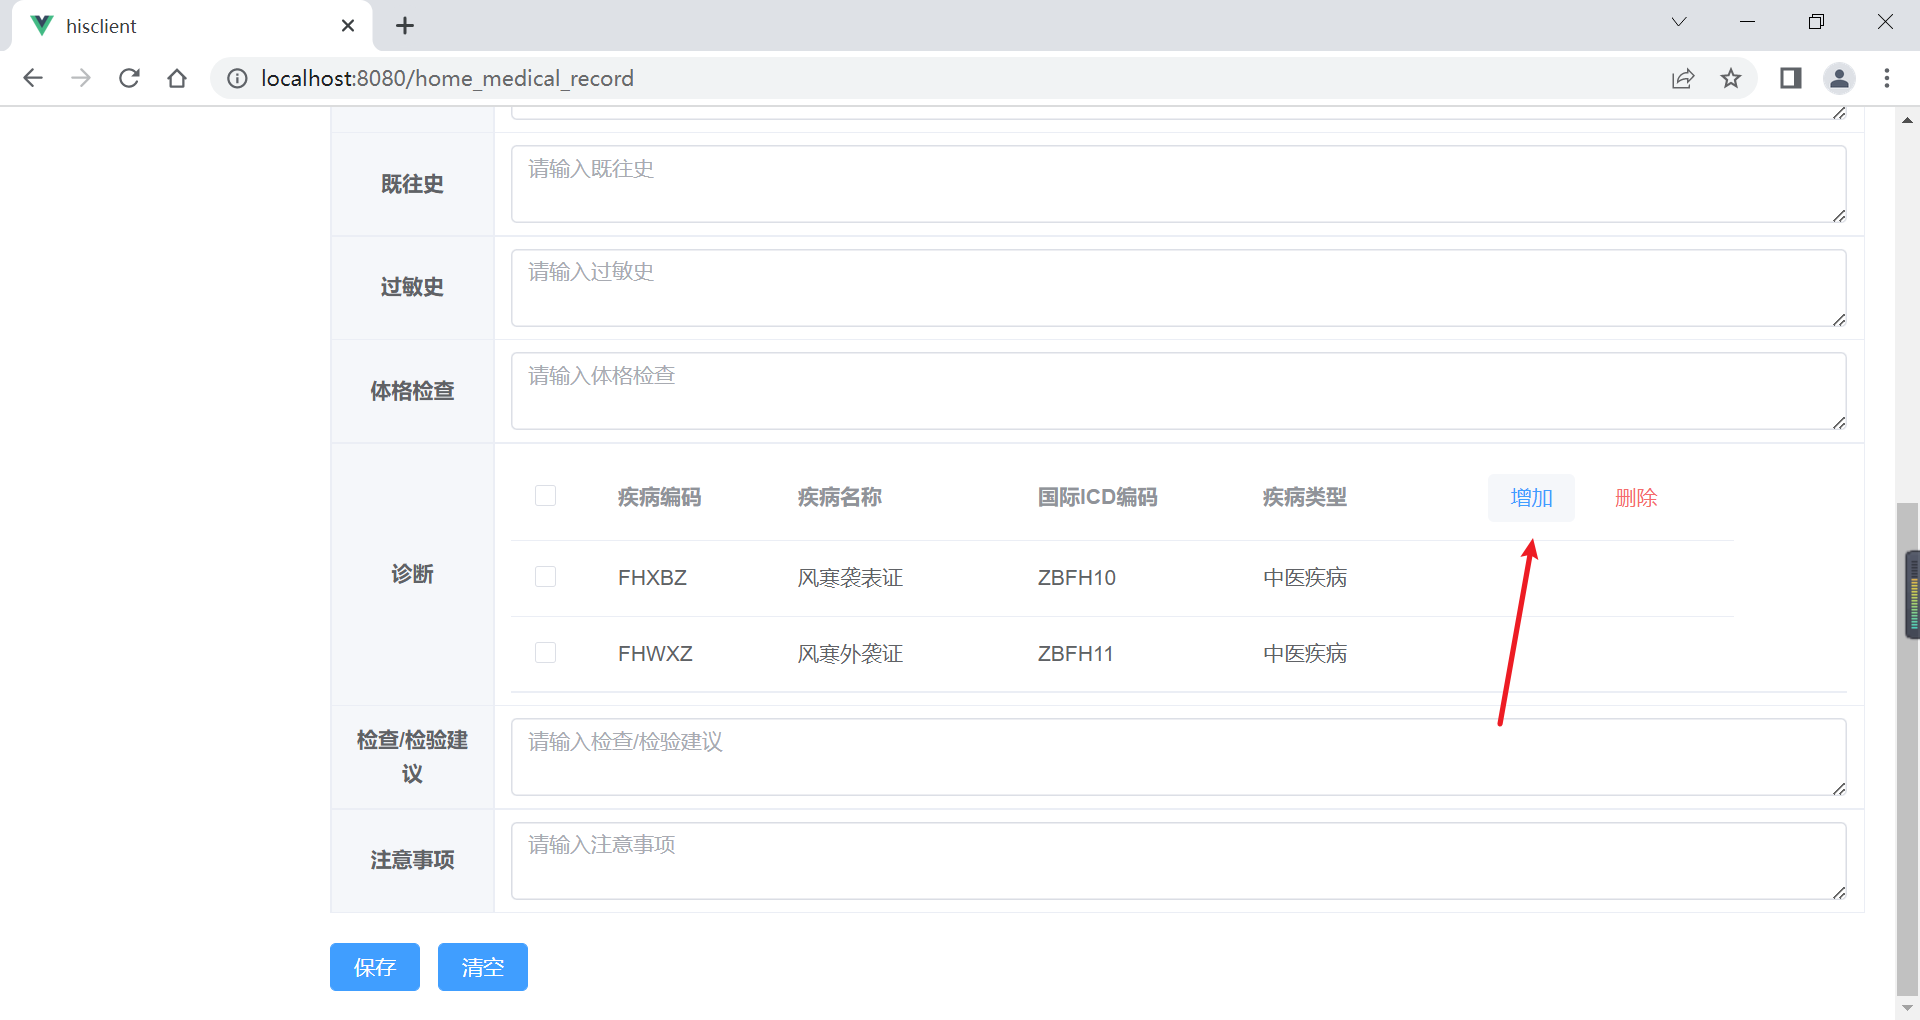 hisclient
localhost:8080/home_medical_record
既往史
请输入既往史
过敏史
请输入过敏史
体格检查
请输入体格检查
诊断
疾病编码 疾病名称 国际ICD编码 疾病类型 增加 删除
FHXBZ 风寒袭表证 ZBFH10 中医疾病
FHWXZ 风寒外袭证 ZBFH11 中医疾病
检查/检验建
议
请输入检查/检验建议
注意事项
请输入注意事项
保存 清空